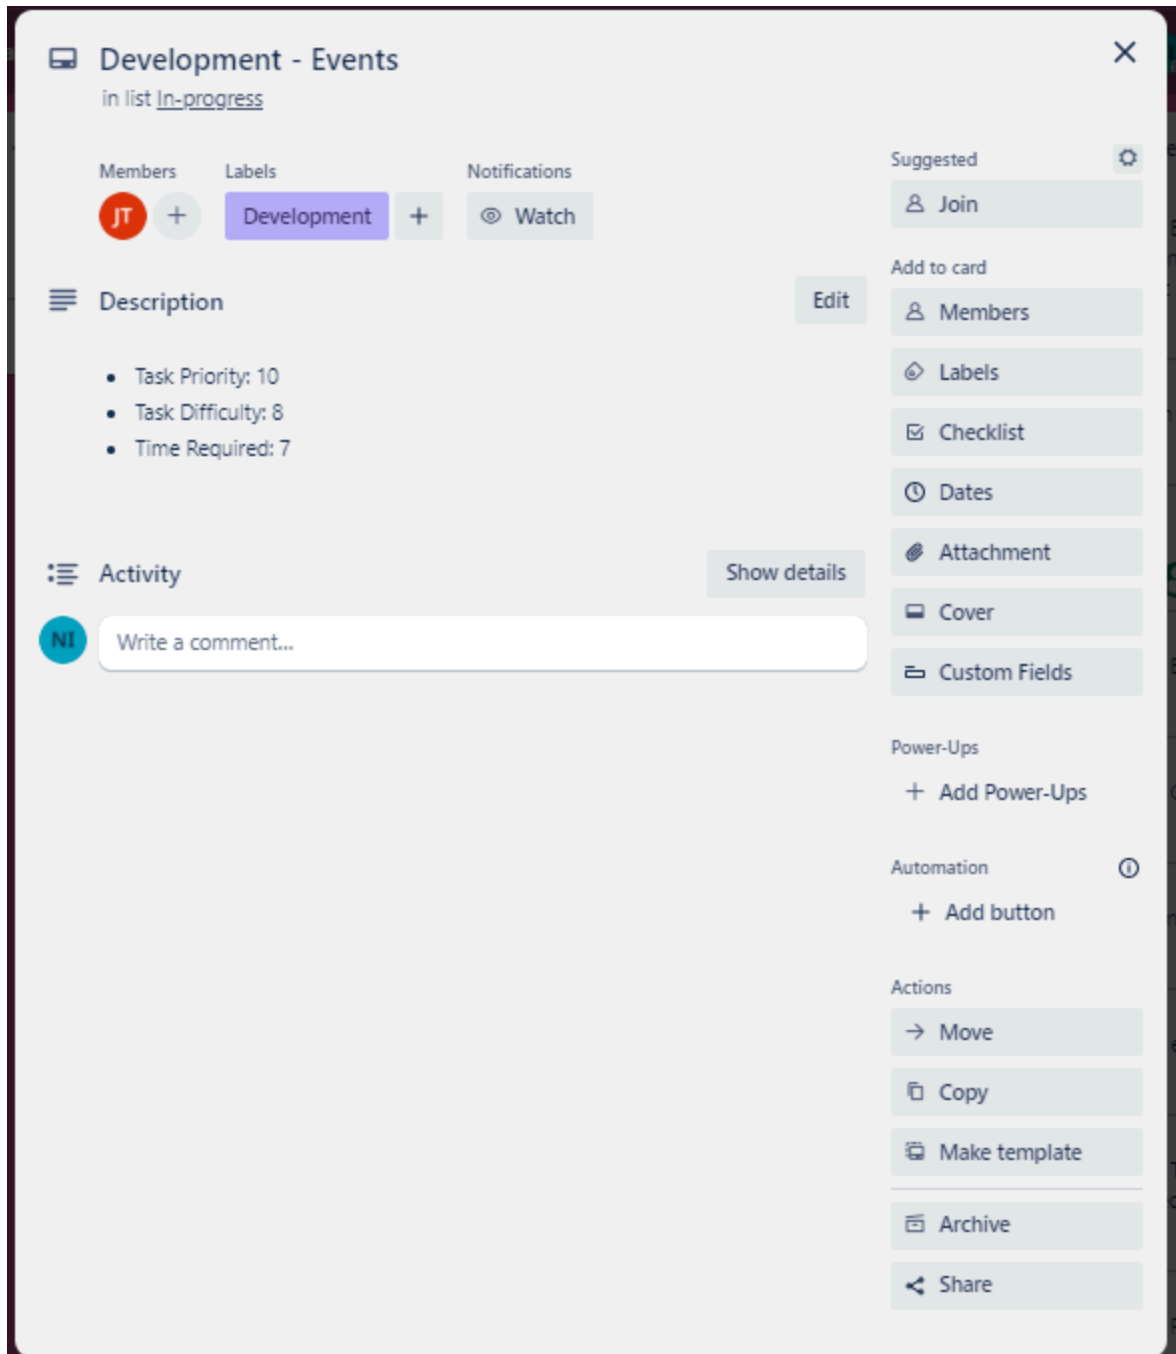 Development - Events
in list In-progress
Members
Labels
Notifications
JT
Development
Watch
Description
Edit
Task Priority: 10
Task Difficulty: 8
Time Required: 7
Activity
Show details
NI
Write a comment...
Suggested
Join
Add to card
Members
Labels
Checklist
Dates
Attachment
Cover
Custom Fields
Power-Ups
+ Add Power-Ups
Automation
+ Add button
Actions
Move
Copy
Make template
Archive
Share